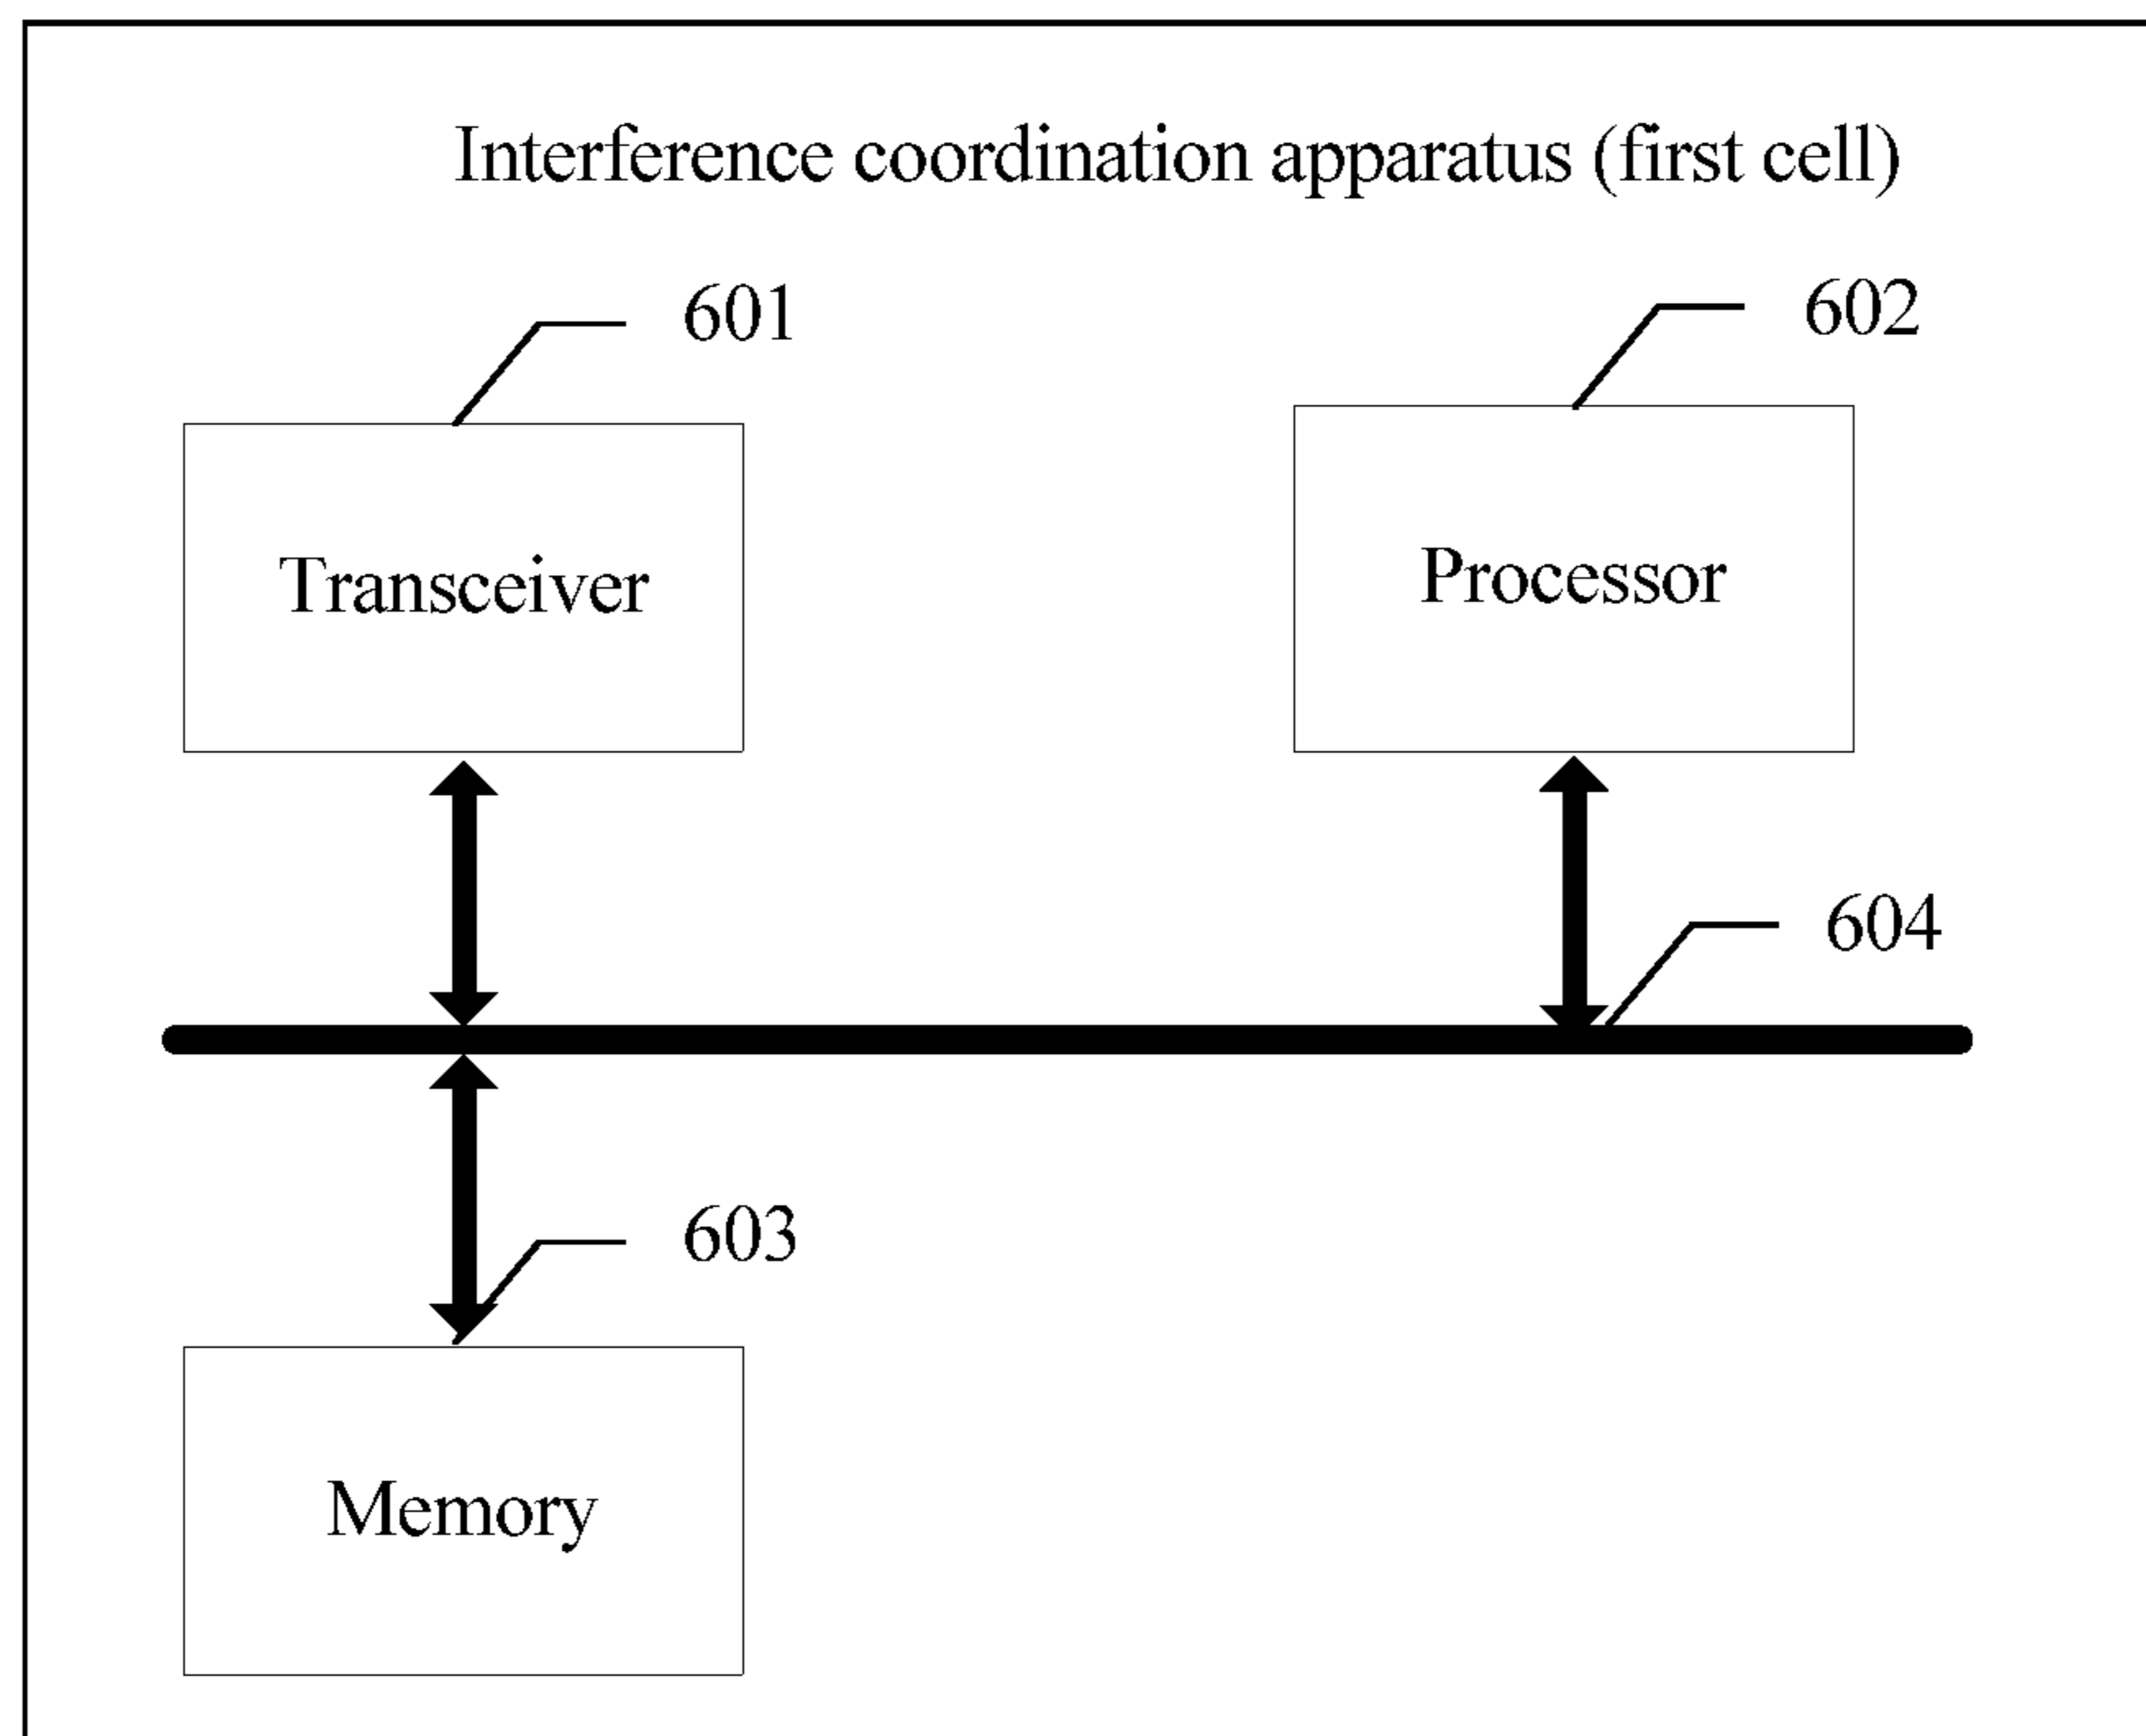 Interference coordination apparatus (first cell)
601
602
Transceiver
Processor
604
603
Memory